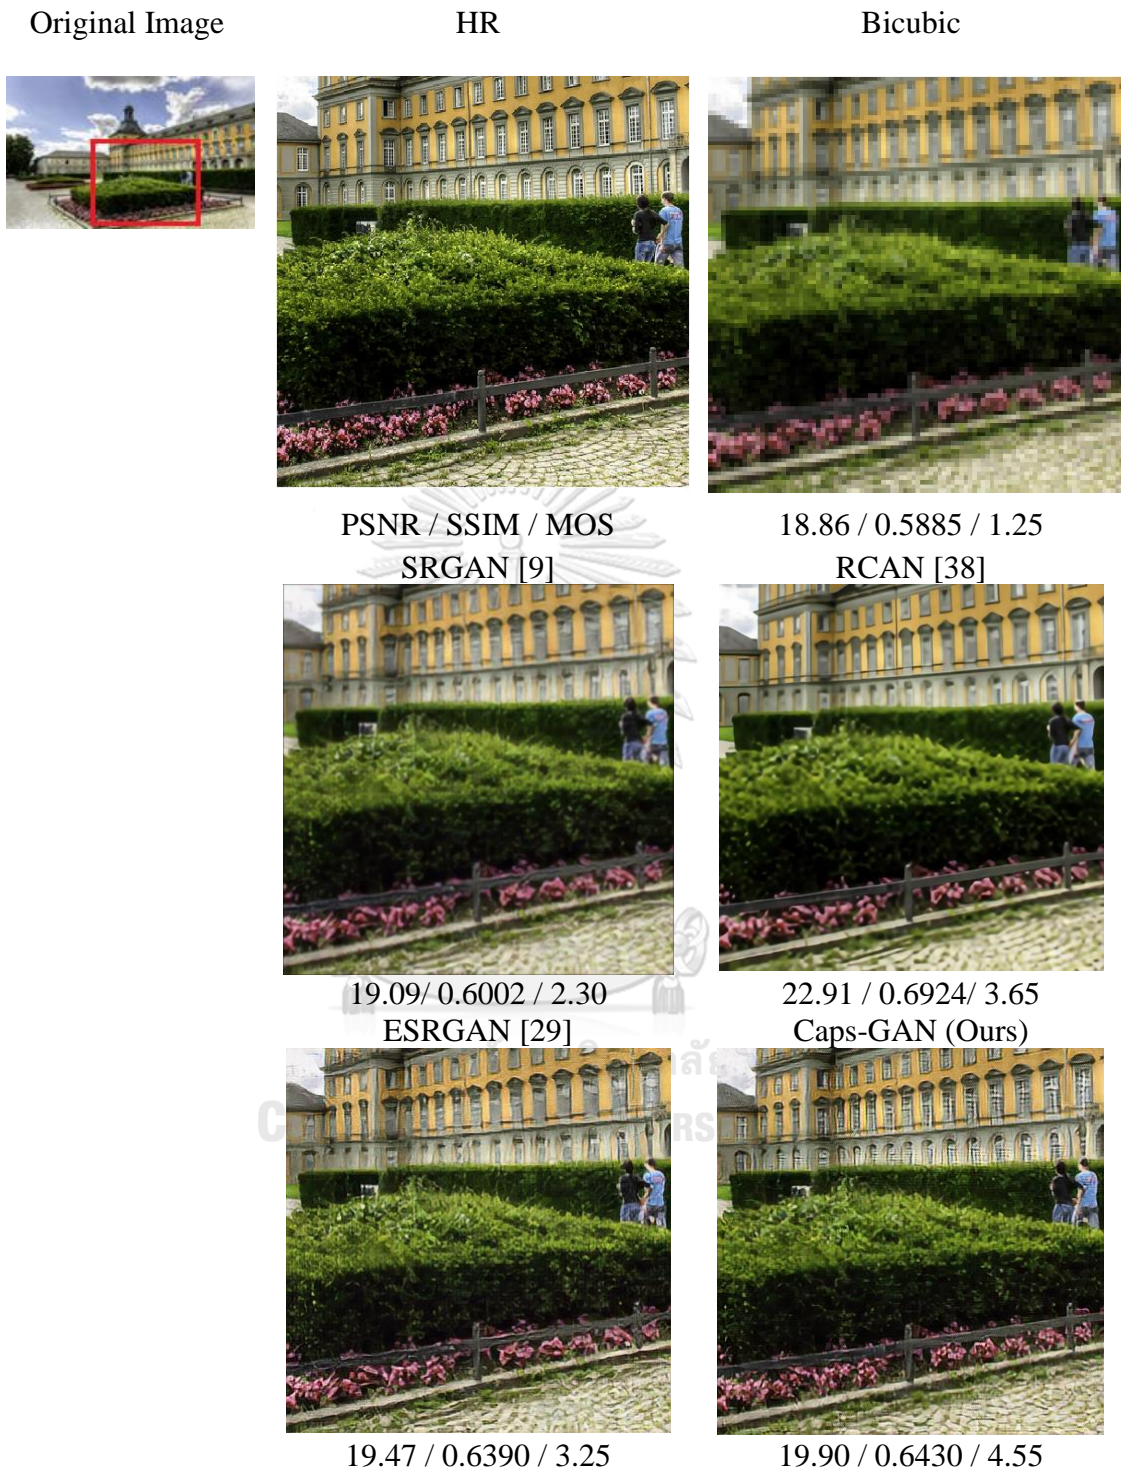 Original Image HR Bicubic
PSNR / SSIM / MOS 18.86 / 0.5885 / 1.25
SRGAN [9] RCAN [38]
19.09/ 0.6002 / 2.30 22.91 / 0.6924/ 3.65
ESRGAN [29] Caps-GAN (Ours)
19.47 / 0.6390 / 3.25 19.90 / 0.6430 / 4.55